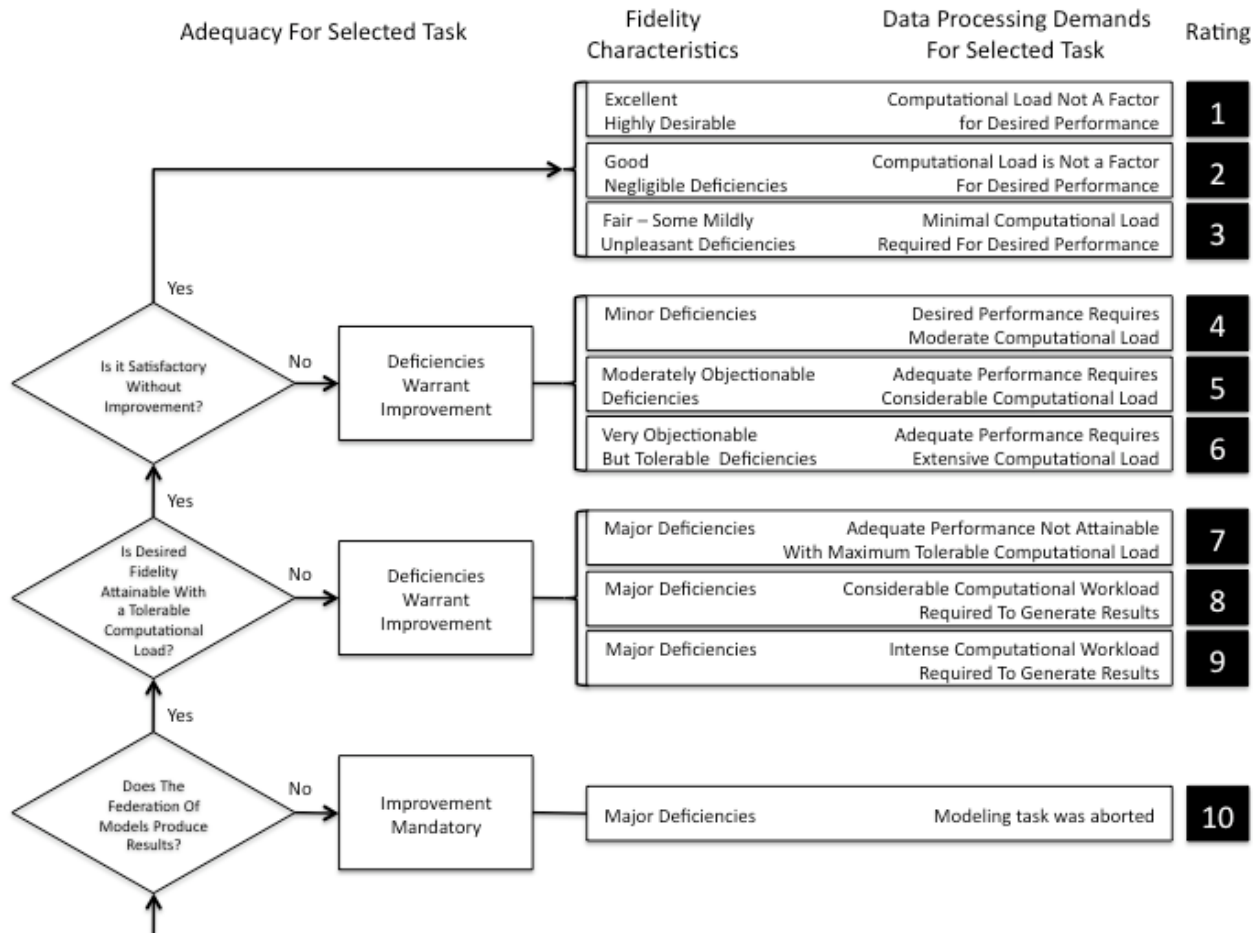 Adequacy For Selected Task
Fidelity
Characteristics
Data Processing Demands
For Selected Task
Rating
Excellent
Highly Desirable
Computational Load Not A Factor
for Desired Performance
1
Good
Negligible Deficiencies
Computational Load is Not a Factor
For Desired Performance
2
Fair – Some Mildly
Unpleasant Deficiencies
Minimal Computational Load
Required For Desired Performance
3
Yes
Is it Satisfactory
Without
Improvement?
No
Deficiencies
Warrant
Improvement
Minor Deficiencies
Desired Performance Requires
Moderate Computational Load
4
Moderately Objectionable
Deficiencies
Adequate Performance Requires
Considerable Computational Load
5
Very Objectionable
But Tolerable Deficiencies
Adequate Performance Requires
Extensive Computational Load
6
Yes
Is Desired
Fidelity
Attainable With
a Tolerable
Computational
Load?
No
Deficiencies
Warrant
Improvement
Major Deficiencies
Adequate Performance Not Attainable
With Maximum Tolerable Computational Load
7
Major Deficiencies
Considerable Computational Workload
Required To Generate Results
8
Major Deficiencies
Intense Computational Workload
Required To Generate Results
9
Yes
Does The
Federation Of
Models Produce
Results?
No
Improvement
Mandatory
Major Deficiencies
Modeling task was aborted
10